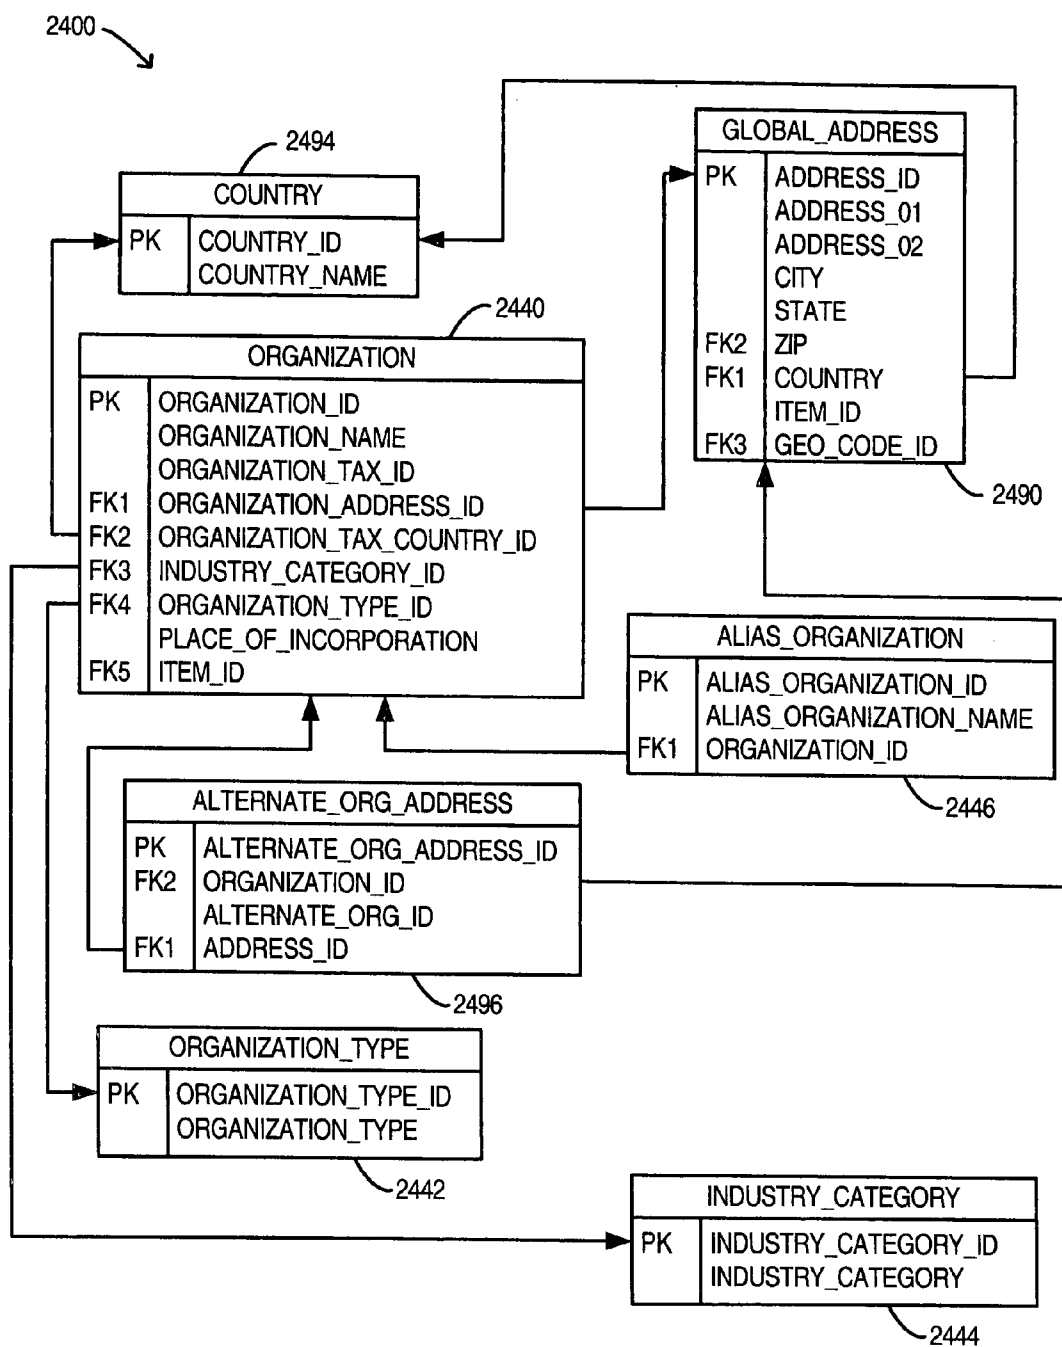 2400
2494
COUNTRY
PK COUNTRY_ID
COUNTRY_NAME
GLOBAL_ADDRESS
PK ADDRESS_ID
ADDRESS_01
ADDRESS_02
CITY
STATE
FK2 ZIP
FK1 COUNTRY
ITEM_ID
FK3 GEO_CODE_ID
2490
2440
ORGANIZATION
PK ORGANIZATION_ID
ORGANIZATION_NAME
ORGANIZATION_TAX_ID
FK1 ORGANIZATION_ADDRESS_ID
FK2 ORGANIZATION_TAX_COUNTRY_ID
FK3 INDUSTRY_CATEGORY_ID
FK4 ORGANIZATION_TYPE_ID
PLACE_OF_INCORPORATION
FK5 ITEM_ID
ALIAS_ORGANIZATION
PK ALIAS_ORGANIZATION_ID
ALIAS_ORGANIZATION_NAME
FK1 ORGANIZATION_ID
2446
ALTERNATE_ORG_ADDRESS
PK ALTERNATE_ORG_ADDRESS_ID
FK2 ORGANIZATION_ID
ALTERNATE_ORG_ID
FK1 ADDRESS_ID
2496
ORGANIZATION_TYPE
PK ORGANIZATION_TYPE_ID
ORGANIZATION_TYPE
2442
INDUSTRY_CATEGORY
PK INDUSTRY_CATEGORY_ID
INDUSTRY_CATEGORY
2444